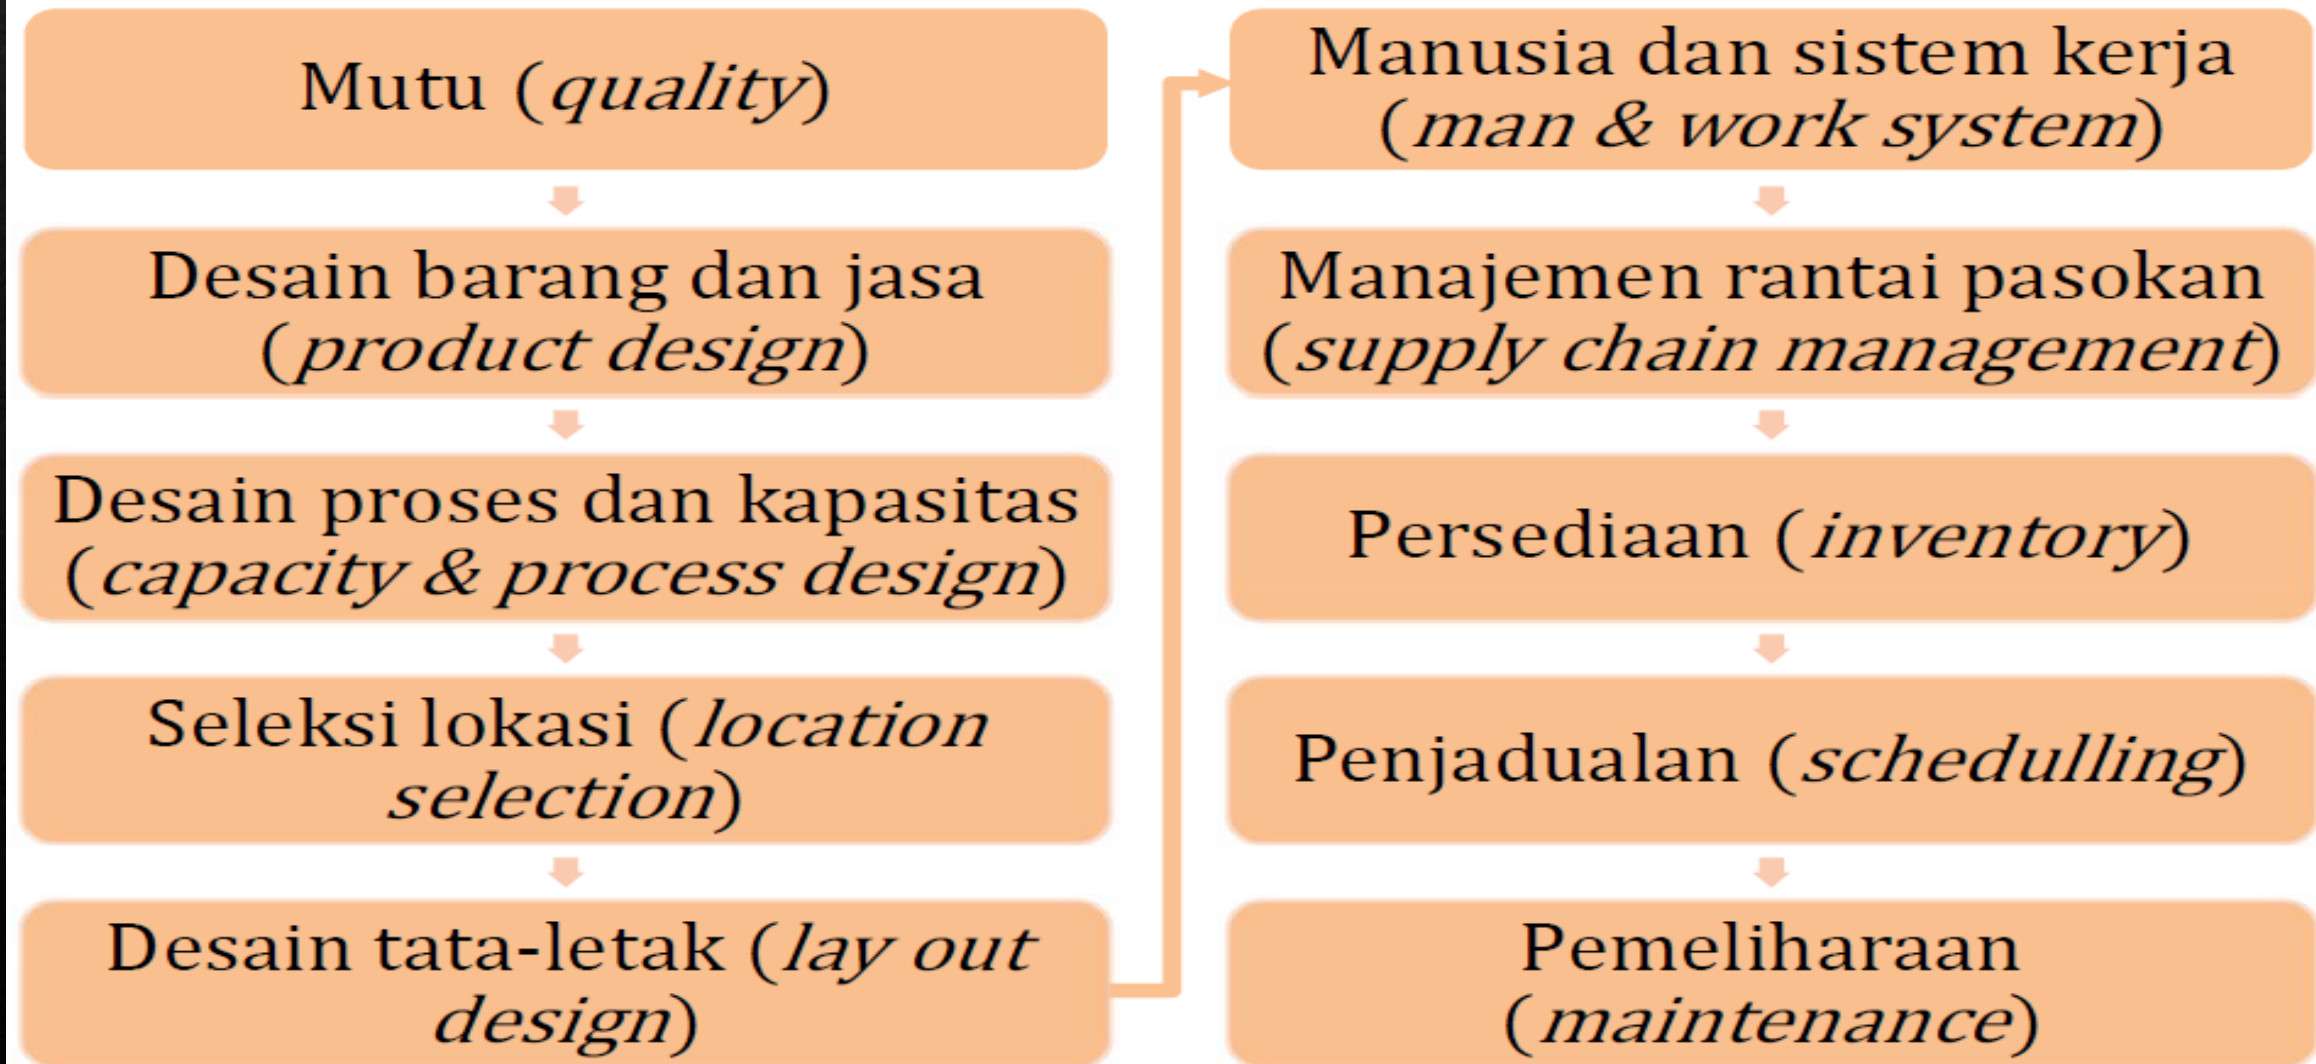 Mutu (quality)
Desain barang dan jasa
(product design)
Desain proses dan kapasitas
(capacity & process design)
Seleksi lokasi (location
selection)
Desain tata-letak (lay out
design)
Manusia dan sistem kerja
(man & work system)
Manajemen rantai pasokan
(supply chain management)
Persediaan (inventory)
Penjadualan (schedulling)
Pemeliharaan
(maintenance)